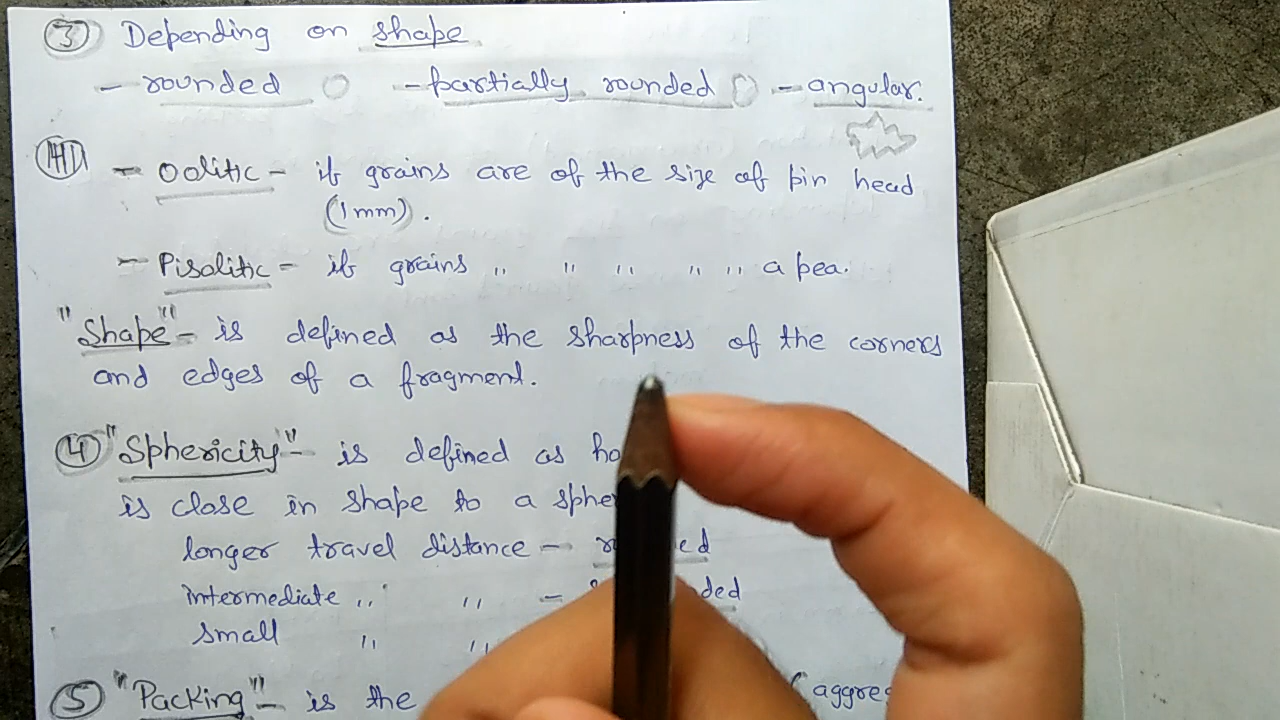 ③ Depending on shape
- rounded - partially rounded - angular.
- Oolitic - if grains are of the size of pin head
(1mm).
- Pisolitic - if grains " " " " " a pea.
"Shape" - is defined as the sharpness of the corners
and edges of a fragment.
④ "Sphericity" - is defined as
is close in shape to a
longer travel distance -
intermediate " " -
small " "
⑤ "Packing" - is the